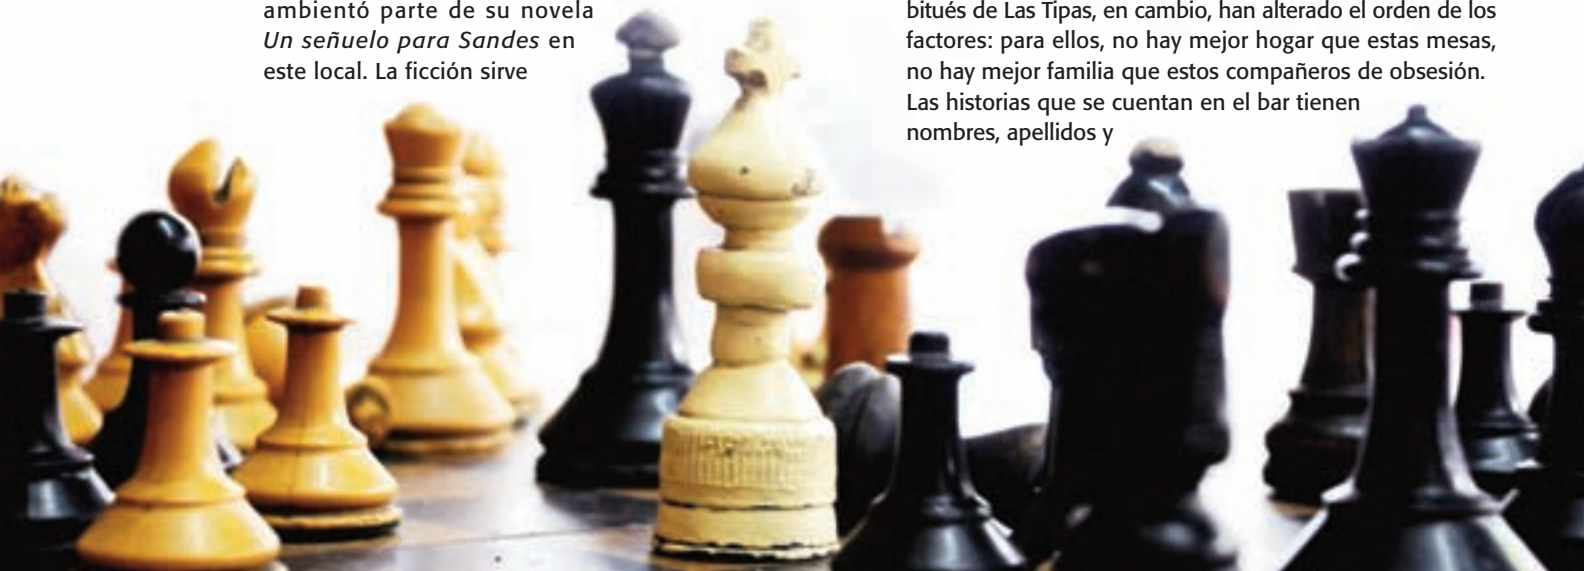 ambientó parte de su novela
Un señuelo para Sandes en
este local. La ficción sirve
bitués de Las Tipas, en cambio, han alterado el orden de los
factores: para ellos, no hay mejor hogar que estas mesas,
no hay mejor familia que estos compañeros de obsesión.
Las historias que se cuentan en el bar tienen
nombres, apellidos y